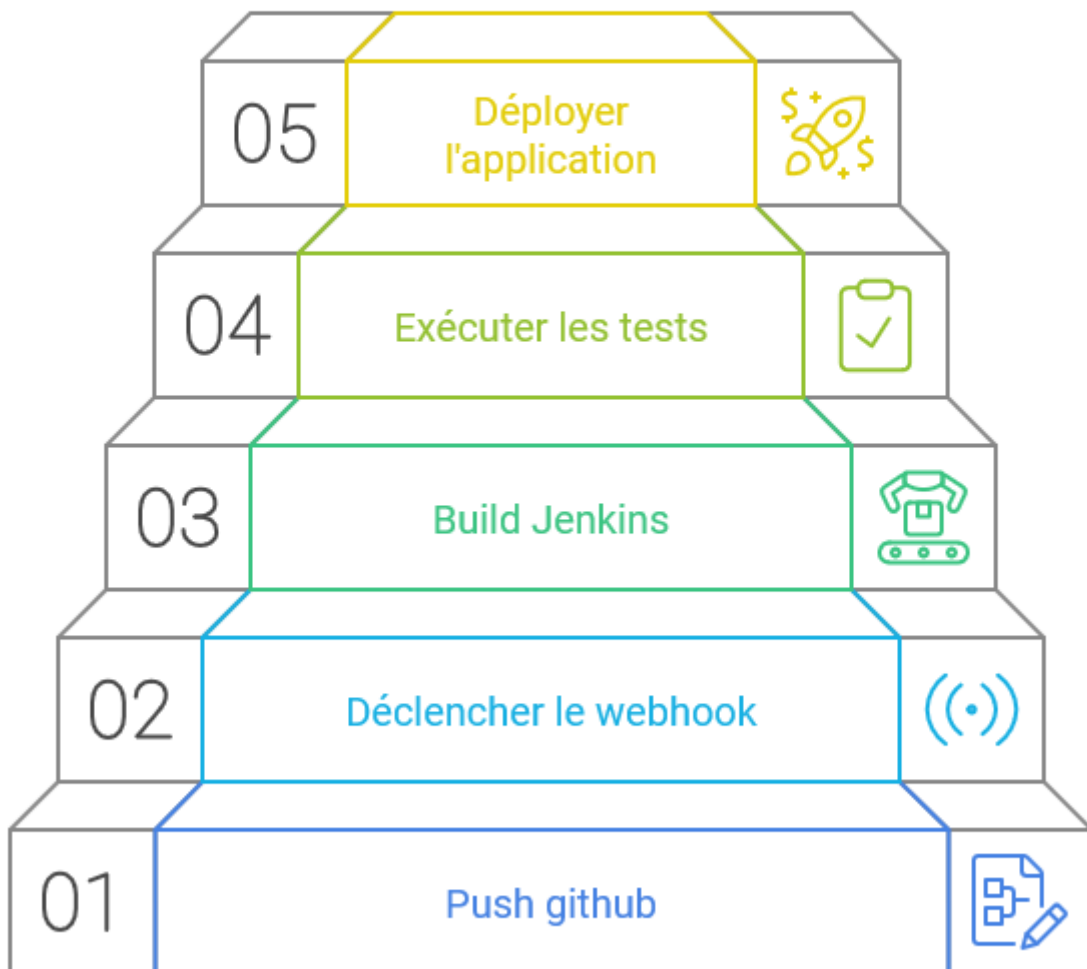 05
Déployer
l'application
04
Exécuter les tests
03
Build Jenkins
02
Déclencher le webhook
01
Push github